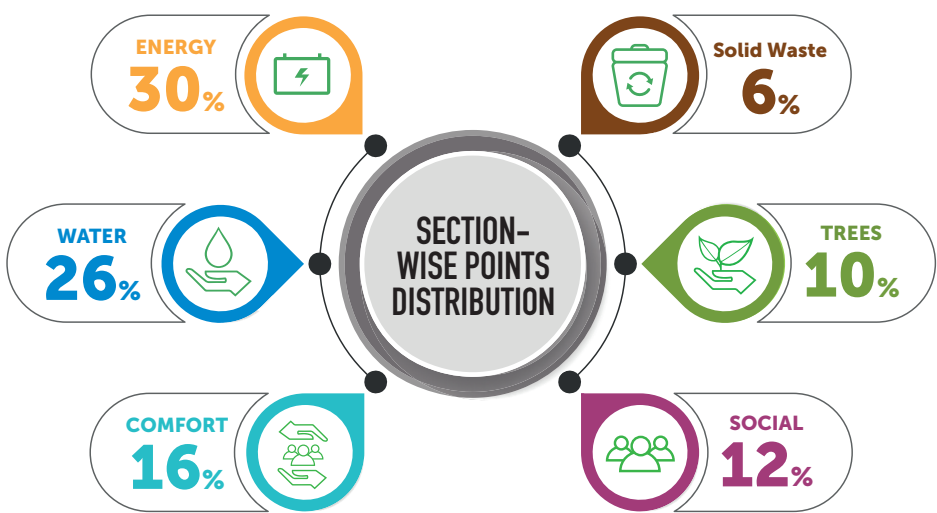 ENERGY
30%
Solid Waste
6%
WATER
26%
SECTION-
WISE POINTS
DISTRIBUTION
TREES
10%
COMFORT
16%
SOCIAL
12%